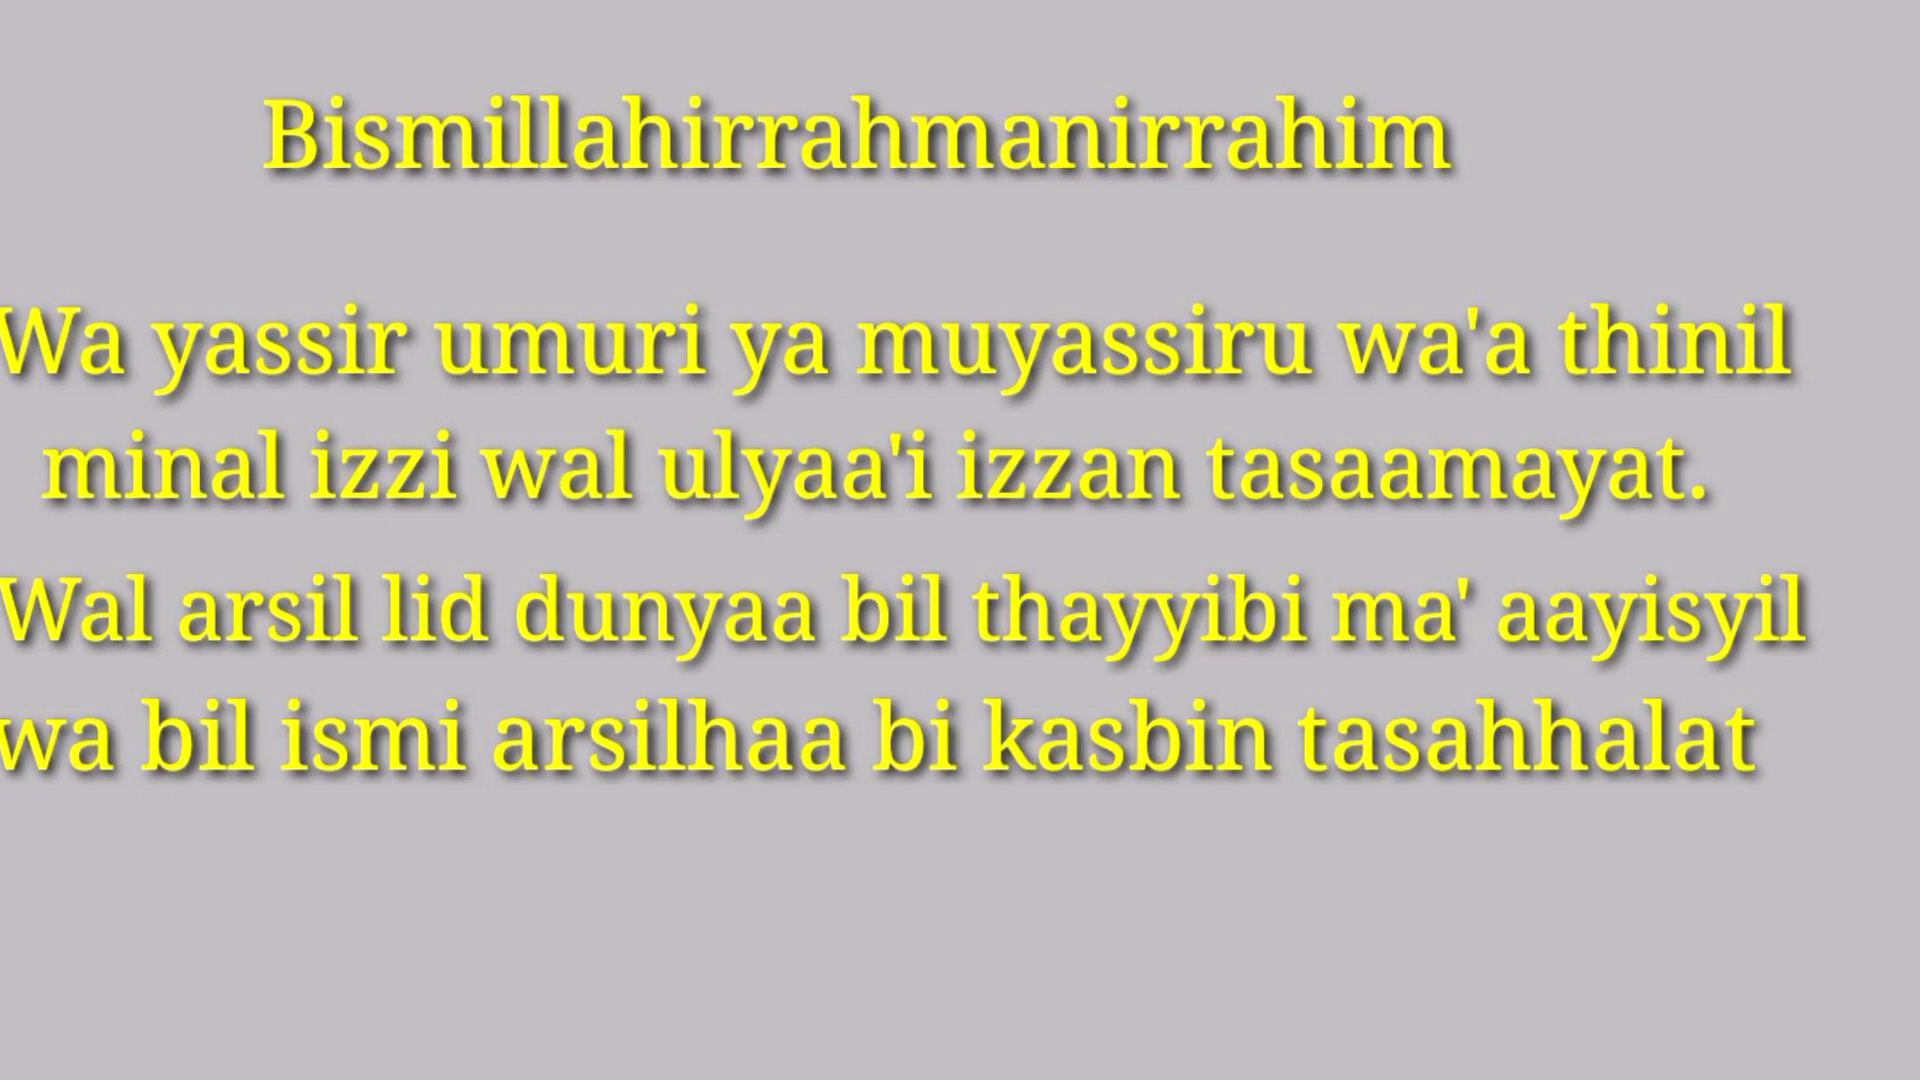 Bismillahirrahmanirrahim
Wa yassir umuri ya muyassiru wa'a thinil
minal izzi wal ulyaa'i izzan tasaamayat.
Wal arsil lid dunyaa bil thayyibi ma' aayisyil
wa bil ismi arsilhaa bi kasbin tasahhalat